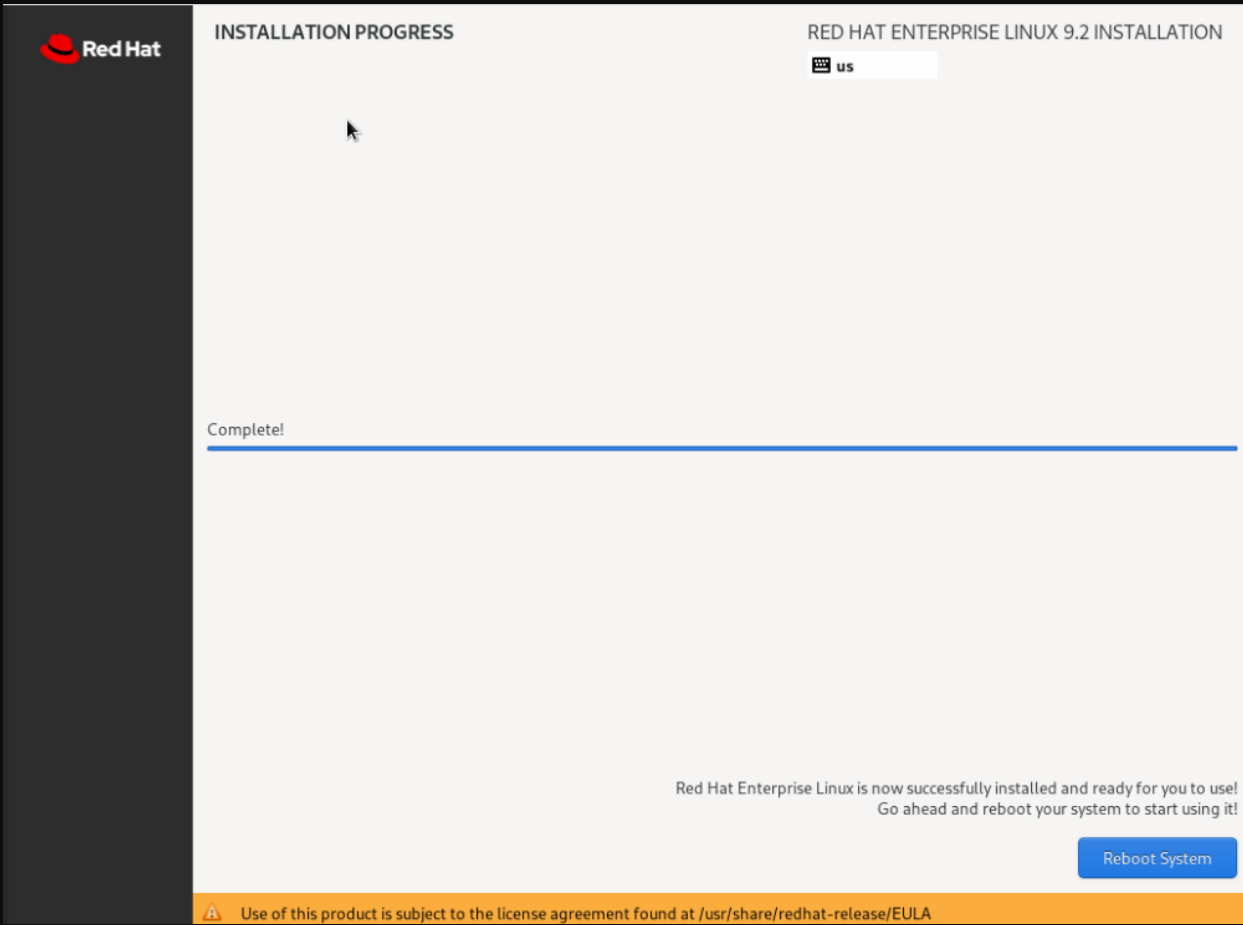 Red Hat
INSTALLATION PROGRESS
RED HAT ENTERPRISE LINUX 9.2 INSTALLATION
us
Complete!
Red Hat Enterprise Linux is now successfully installed and ready for you to use!
Go ahead and reboot your system to start using it!
Reboot System
Use of this product is subject to the license agreement found at /usr/share/redhat-release/EULA